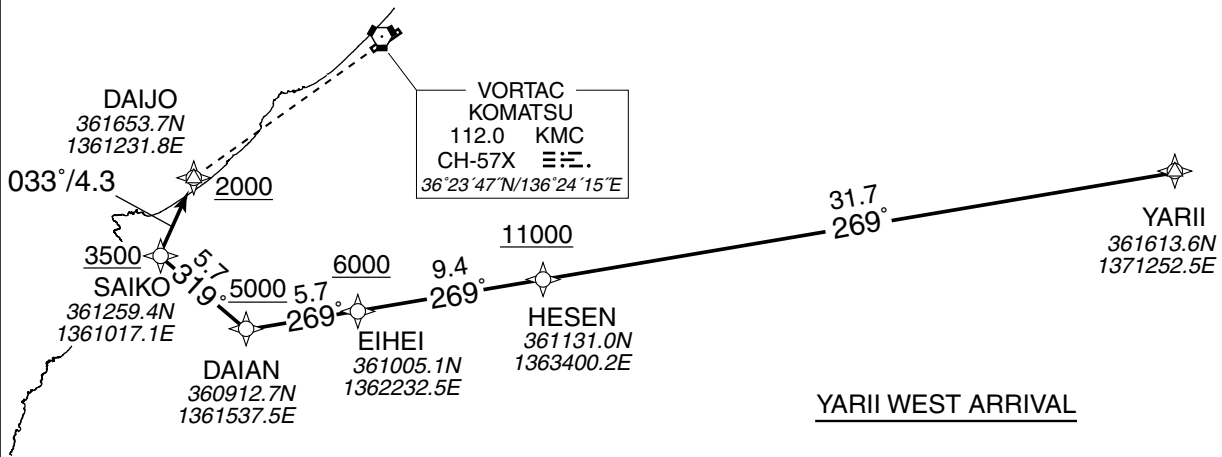 DAIJO
361653.7N
1361231.8E
033°/4.3
2000
VORTAC
KOMATSU
112.0 KMC
CH-57X
36°23´47˝N/136°24´15˝E
31.7
269°
YARII
361613.6N
1371252.5E
3500
SAIKO
361259.4N
1361017.1E
5.7
319°
5000
5.7
269°
6000
9.4
269°
11000
DAIAN
360912.7N
1361537.5E
EIHEI
361005.1N
1362232.5E
HESEN
361131.0N
1363400.2E
YARII WEST ARRIVAL